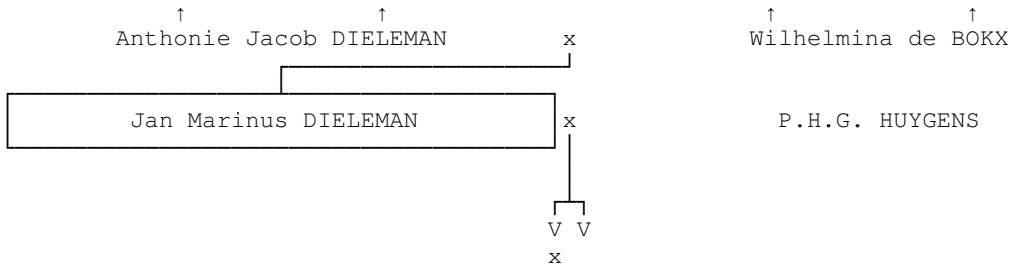 ↑ ↑ ↑ ↑
Anthonie Jacob DIELEMAN x Wilhelmina de BOKX
Jan Marinus DIELEMAN x P.H.G. HUYGENS
V V
x